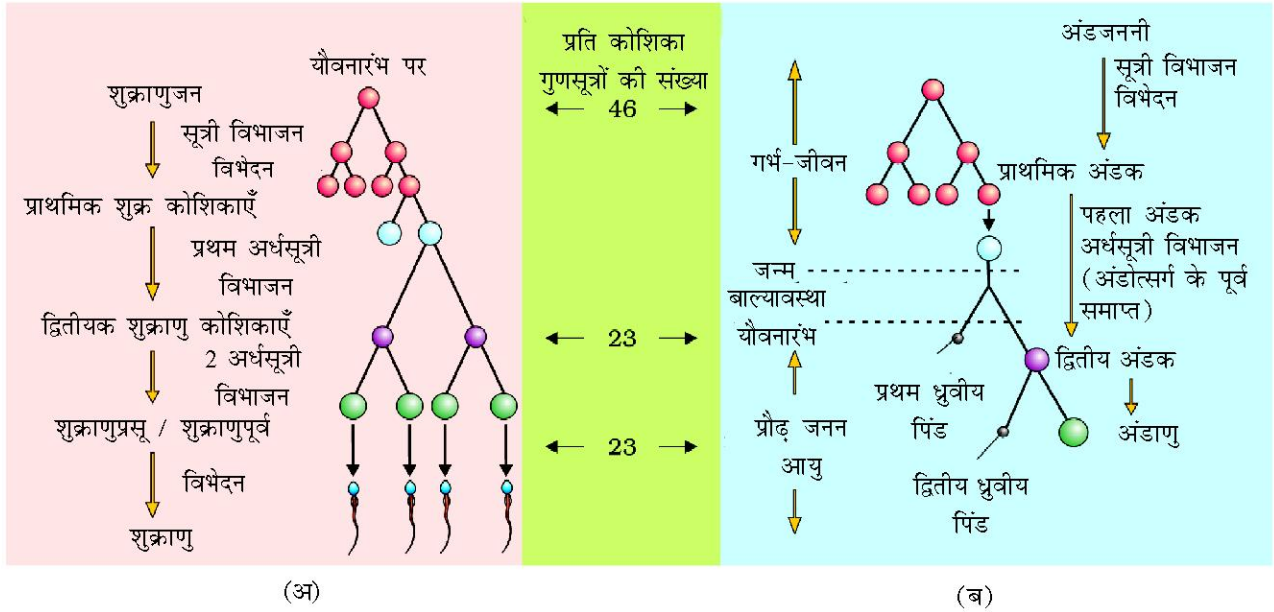 यौवनारंभ पर
शुक्राणुजन
सूत्री विभाजन
विभेदन
प्राथमिक शुक्र कोशिकाएँ
प्रथम अर्धसूत्री
विभाजन
द्वितीयक शुक्राणु कोशिकाएँ
2 अर्धसूत्री
विभाजन
शुक्राणुप्रसू / शुक्राणुपूर्व
विभेदन
शुक्राणु
(अ)
प्रति कोशिका
गुणसूत्रों की संख्या
46
23
23
गर्भ-जीवन
जन्म
बाल्यावस्था
यौवनारंभ
प्रौढ़ जनन
आयु
प्रथम ध्रुवीय
पिंड
द्वितीय ध्रुवीय
पिंड
अंडजननी
सूत्री विभाजन
विभेदन
प्राथमिक अंडक
पहला अंडक
अर्धसूत्री विभाजन
(अंडोत्सर्ग के पूर्व
समाप्त)
द्वितीय अंडक
अंडाणु
(ब)